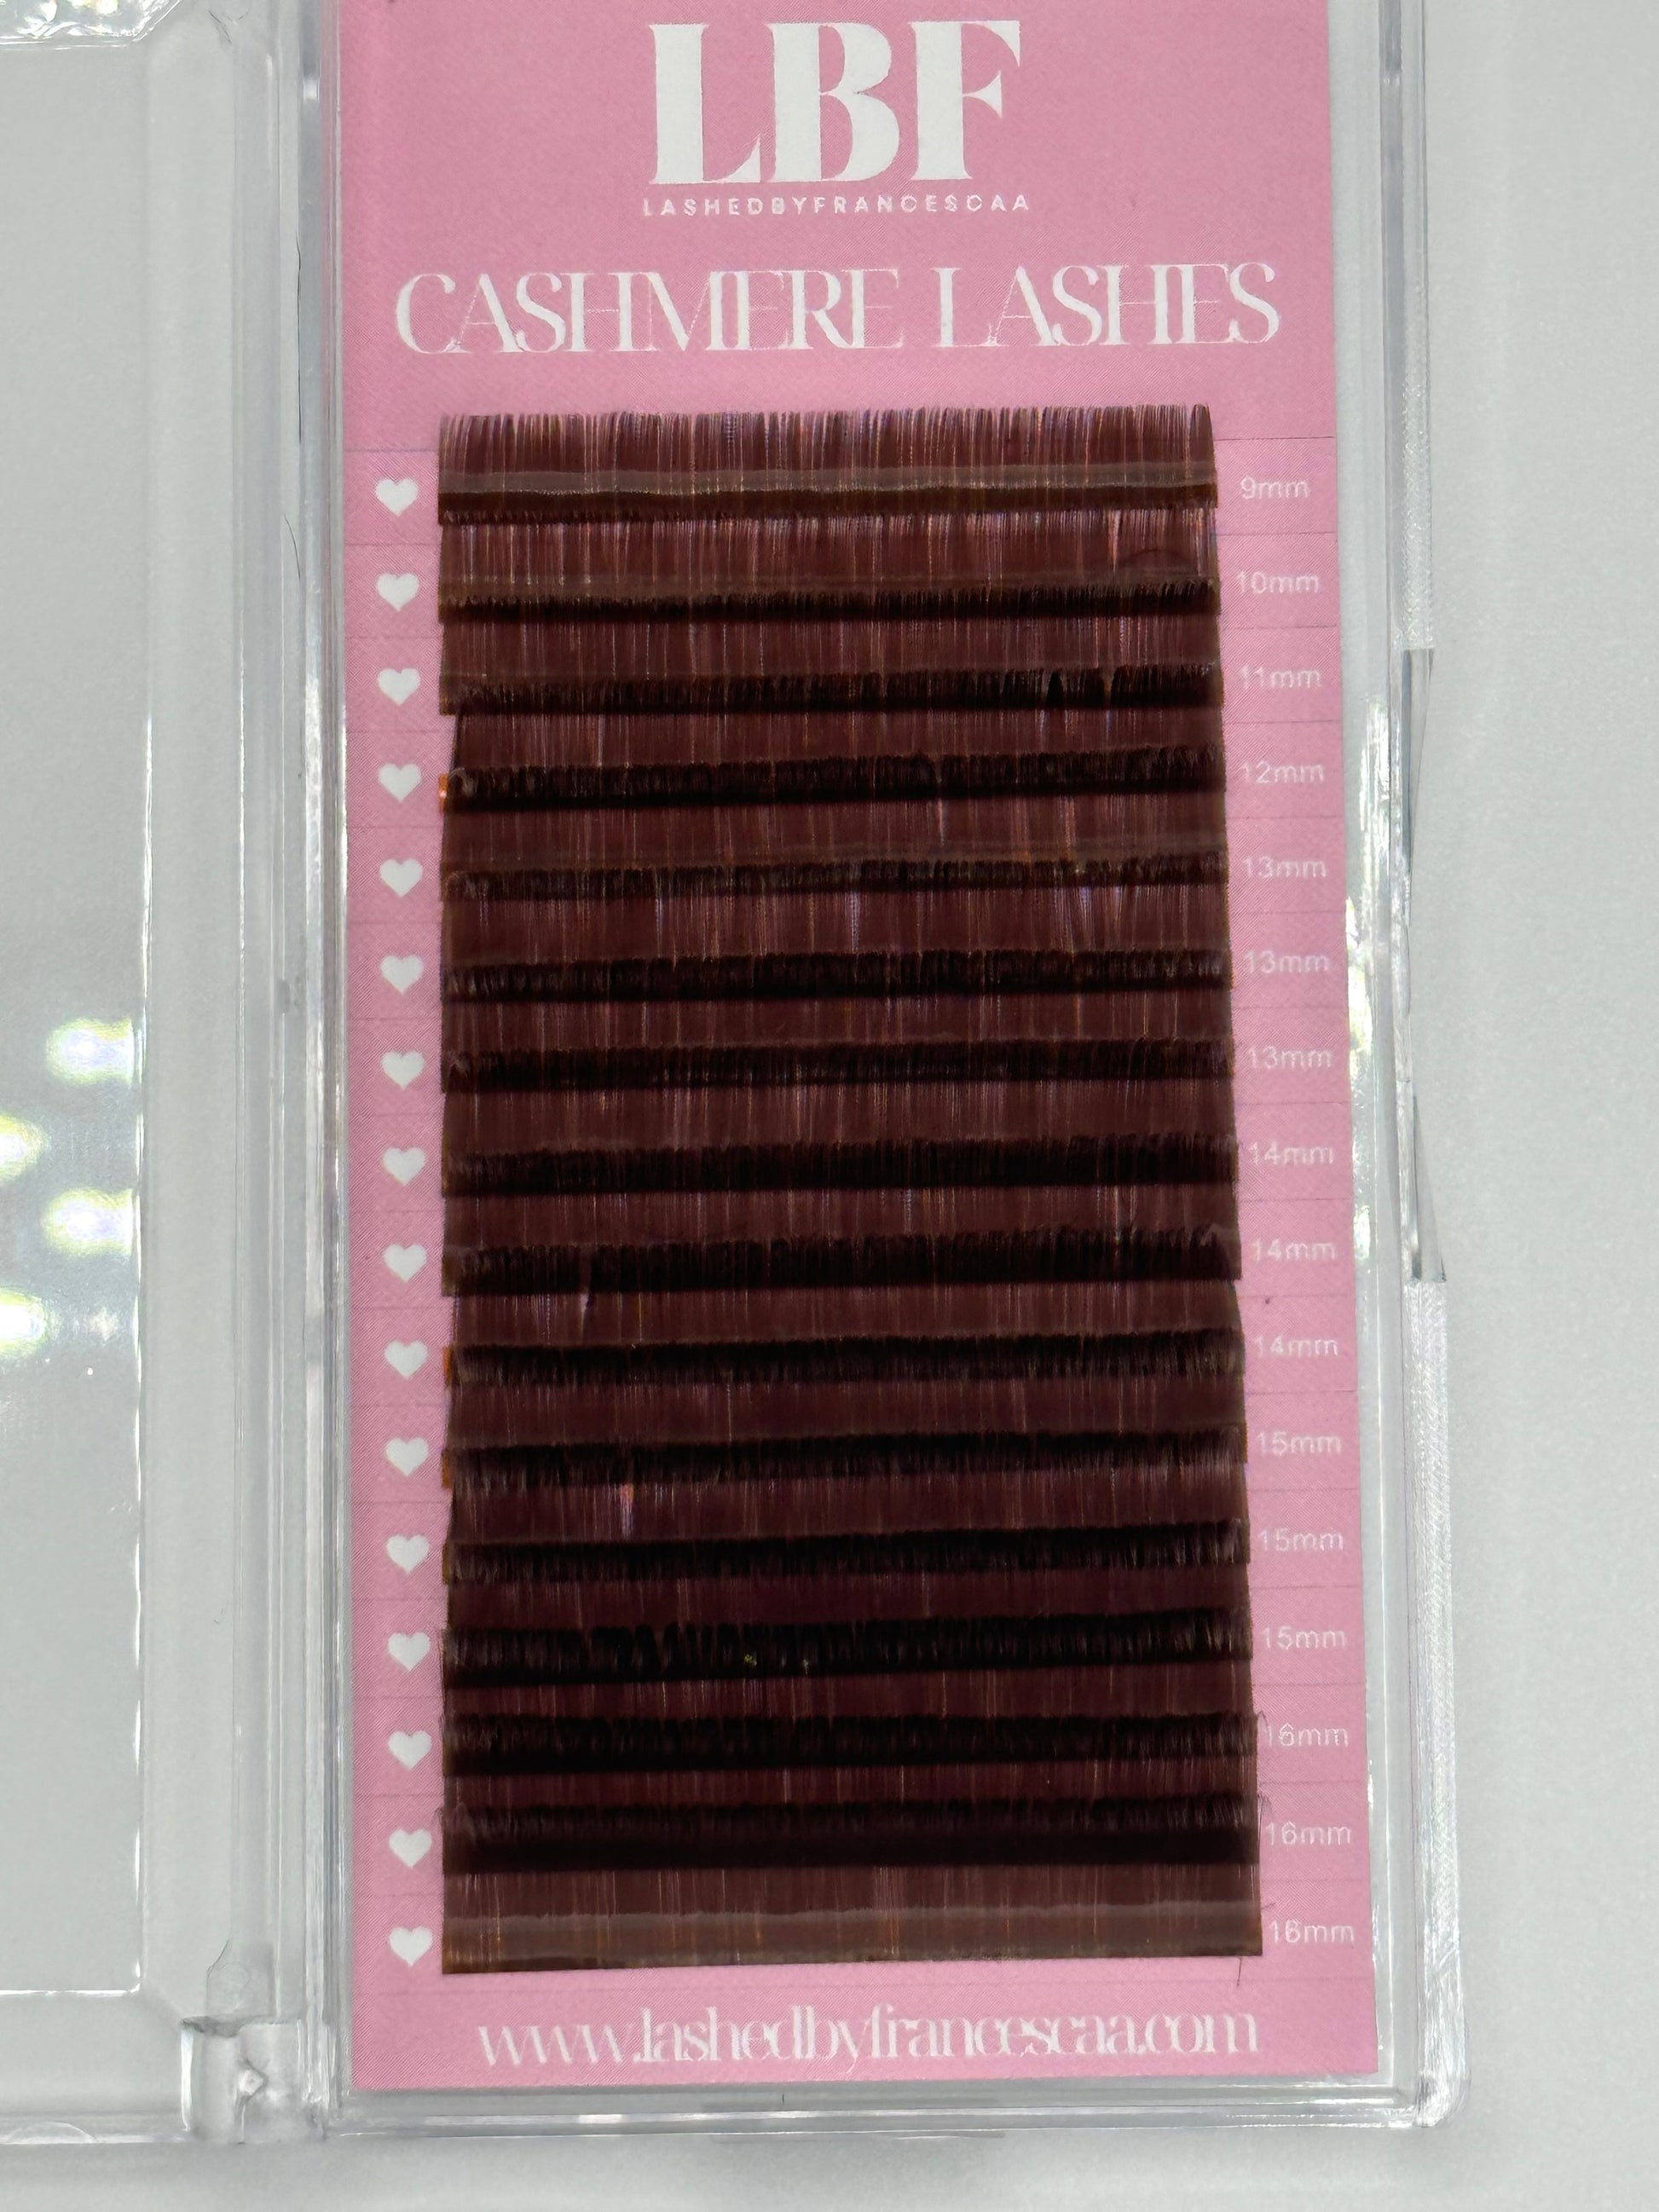 LBF
LASHEDBYFRANCESCAA
CASHMERE LASHES
9mm
10mm
11mm
12mm
13mm
13mm
13mm
14mm
14mm
14mm
15mm
15mm
15mm
16mm
16mm
16mm
www.lashedbyfrancescaa.com